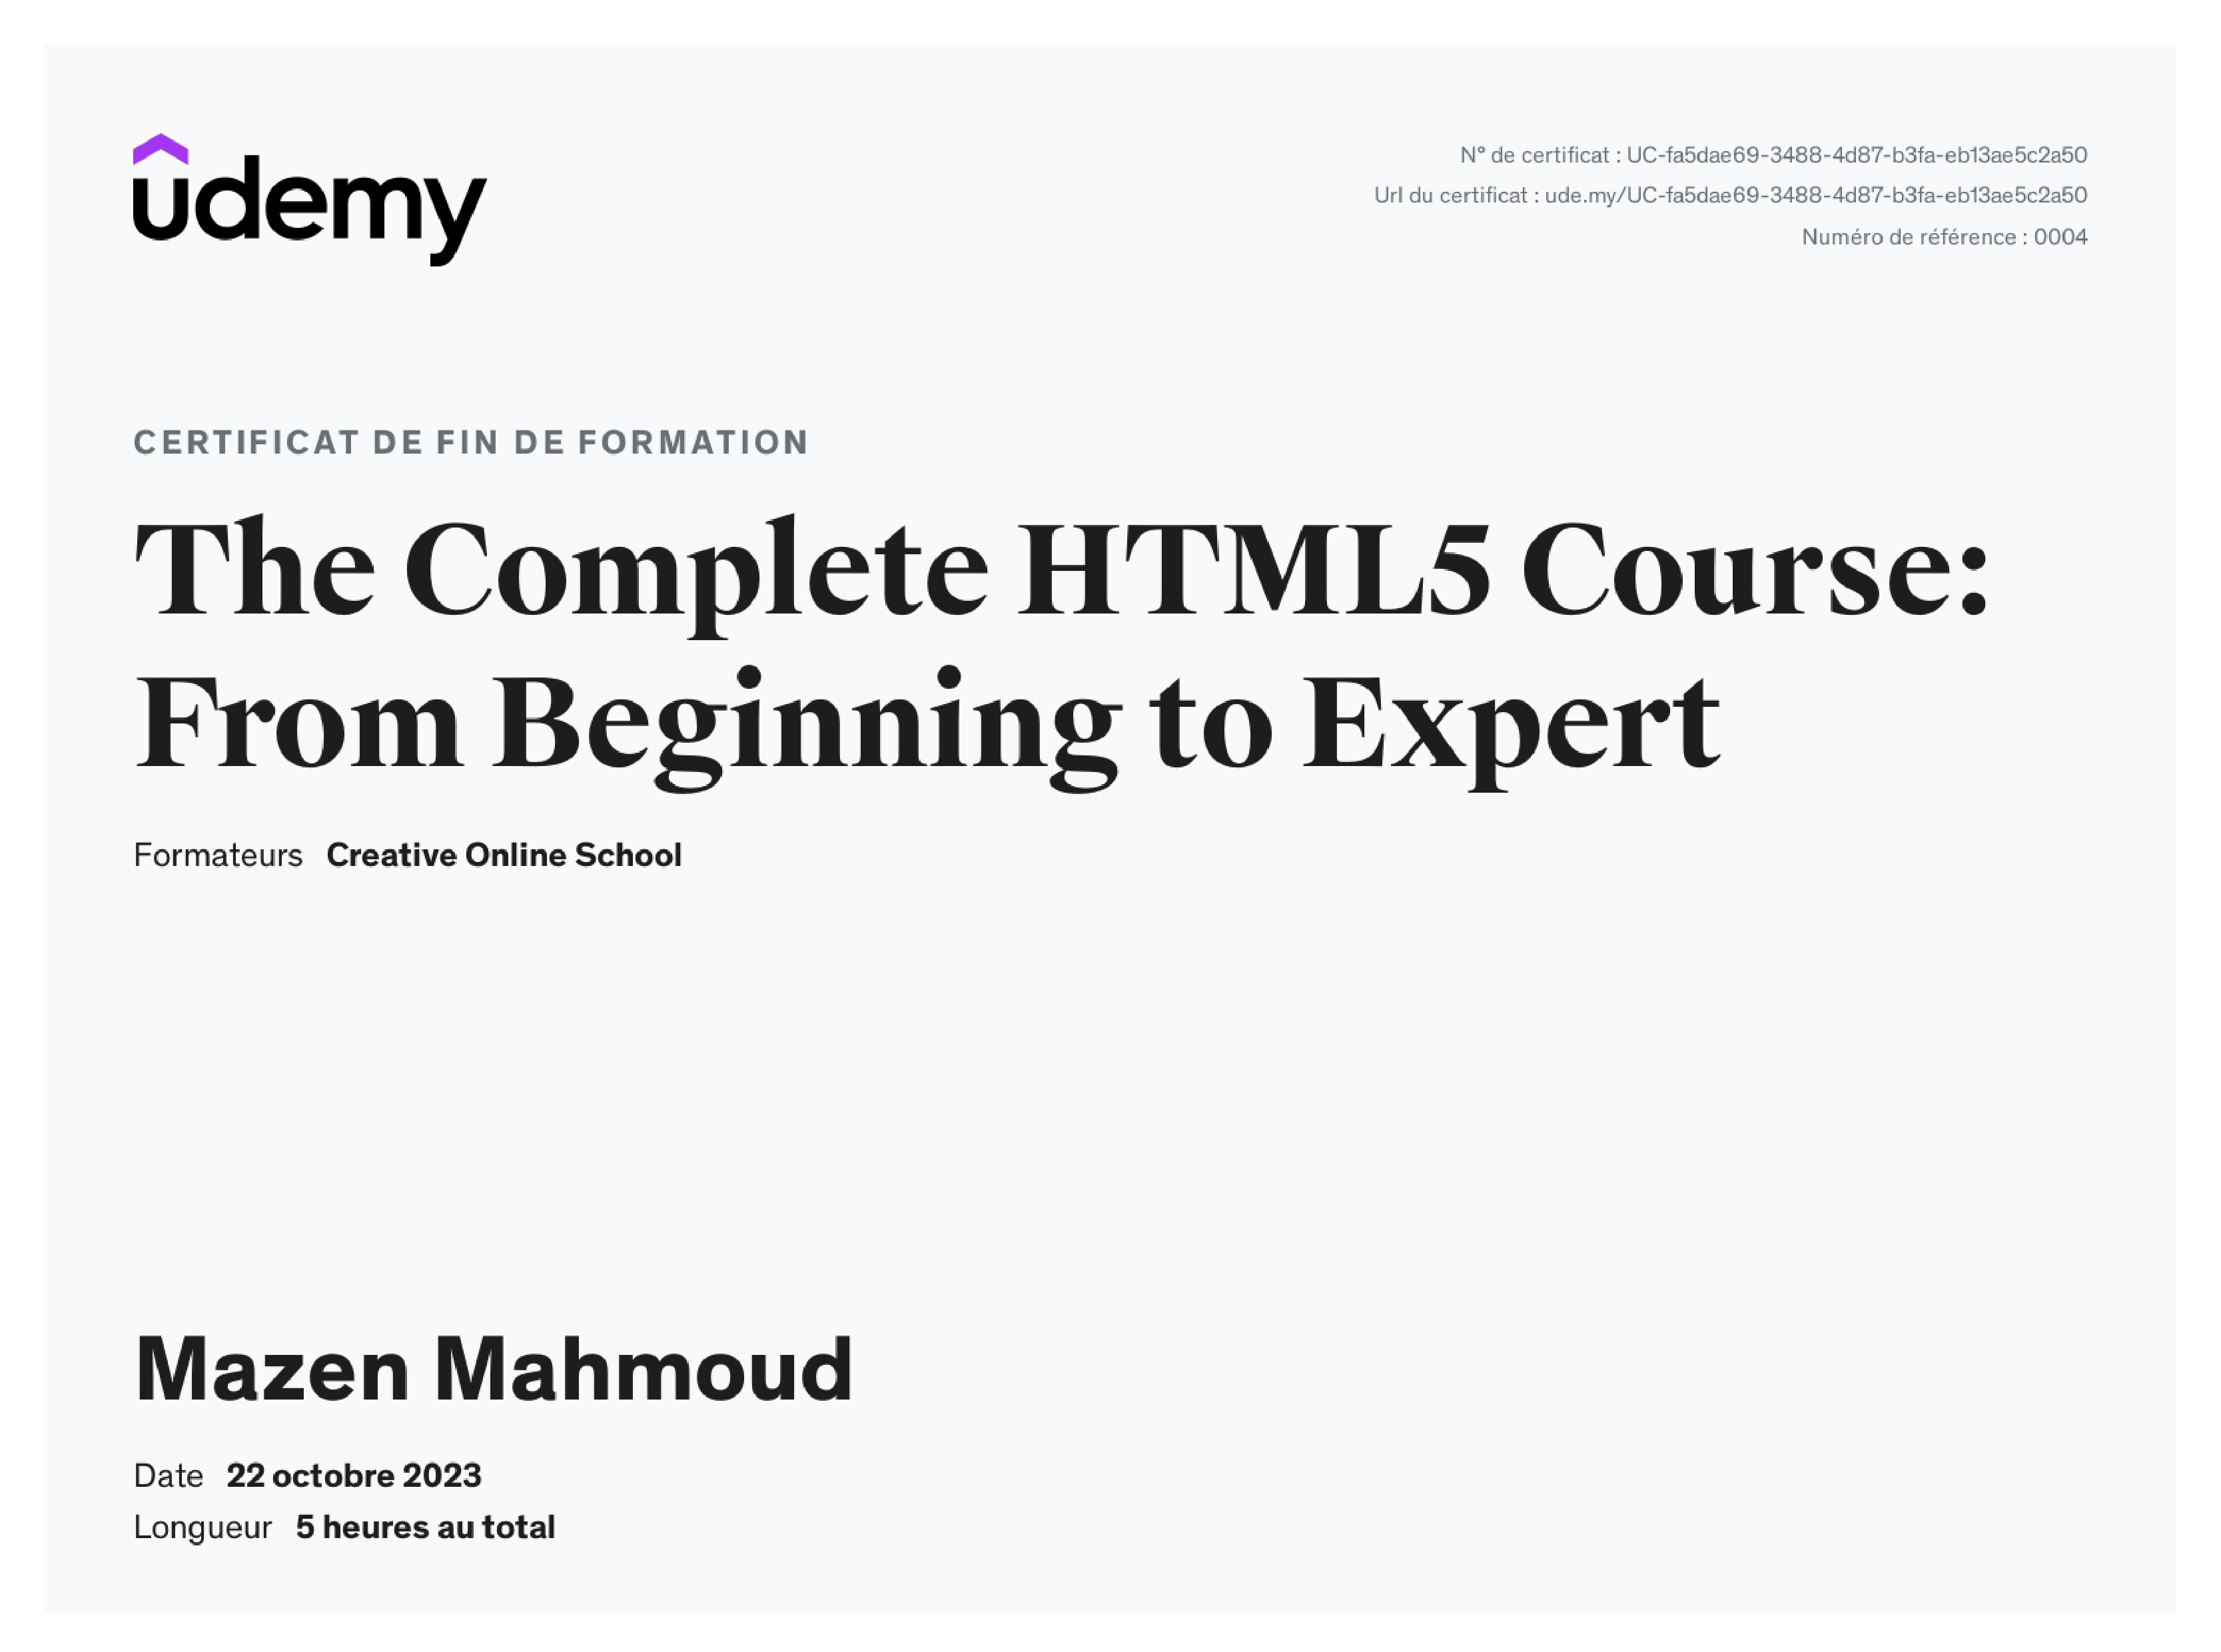 udemy
N° de certificat : UC-fa5dae69-3488-4d87-b3fa-eb13ae5c2a50
Url du certificat : ude.my/UC-fa5dae69-3488-4d87-b3fa-eb13ae5c2a50
Numéro de référence : 0004
CERTIFICAT DE FIN DE FORMATION
The Complete HTML5 Course:
From Beginning to Expert
Formateurs Creative Online School
Mazen Mahmoud
Date 22 octobre 2023
Longueur 5 heures au total